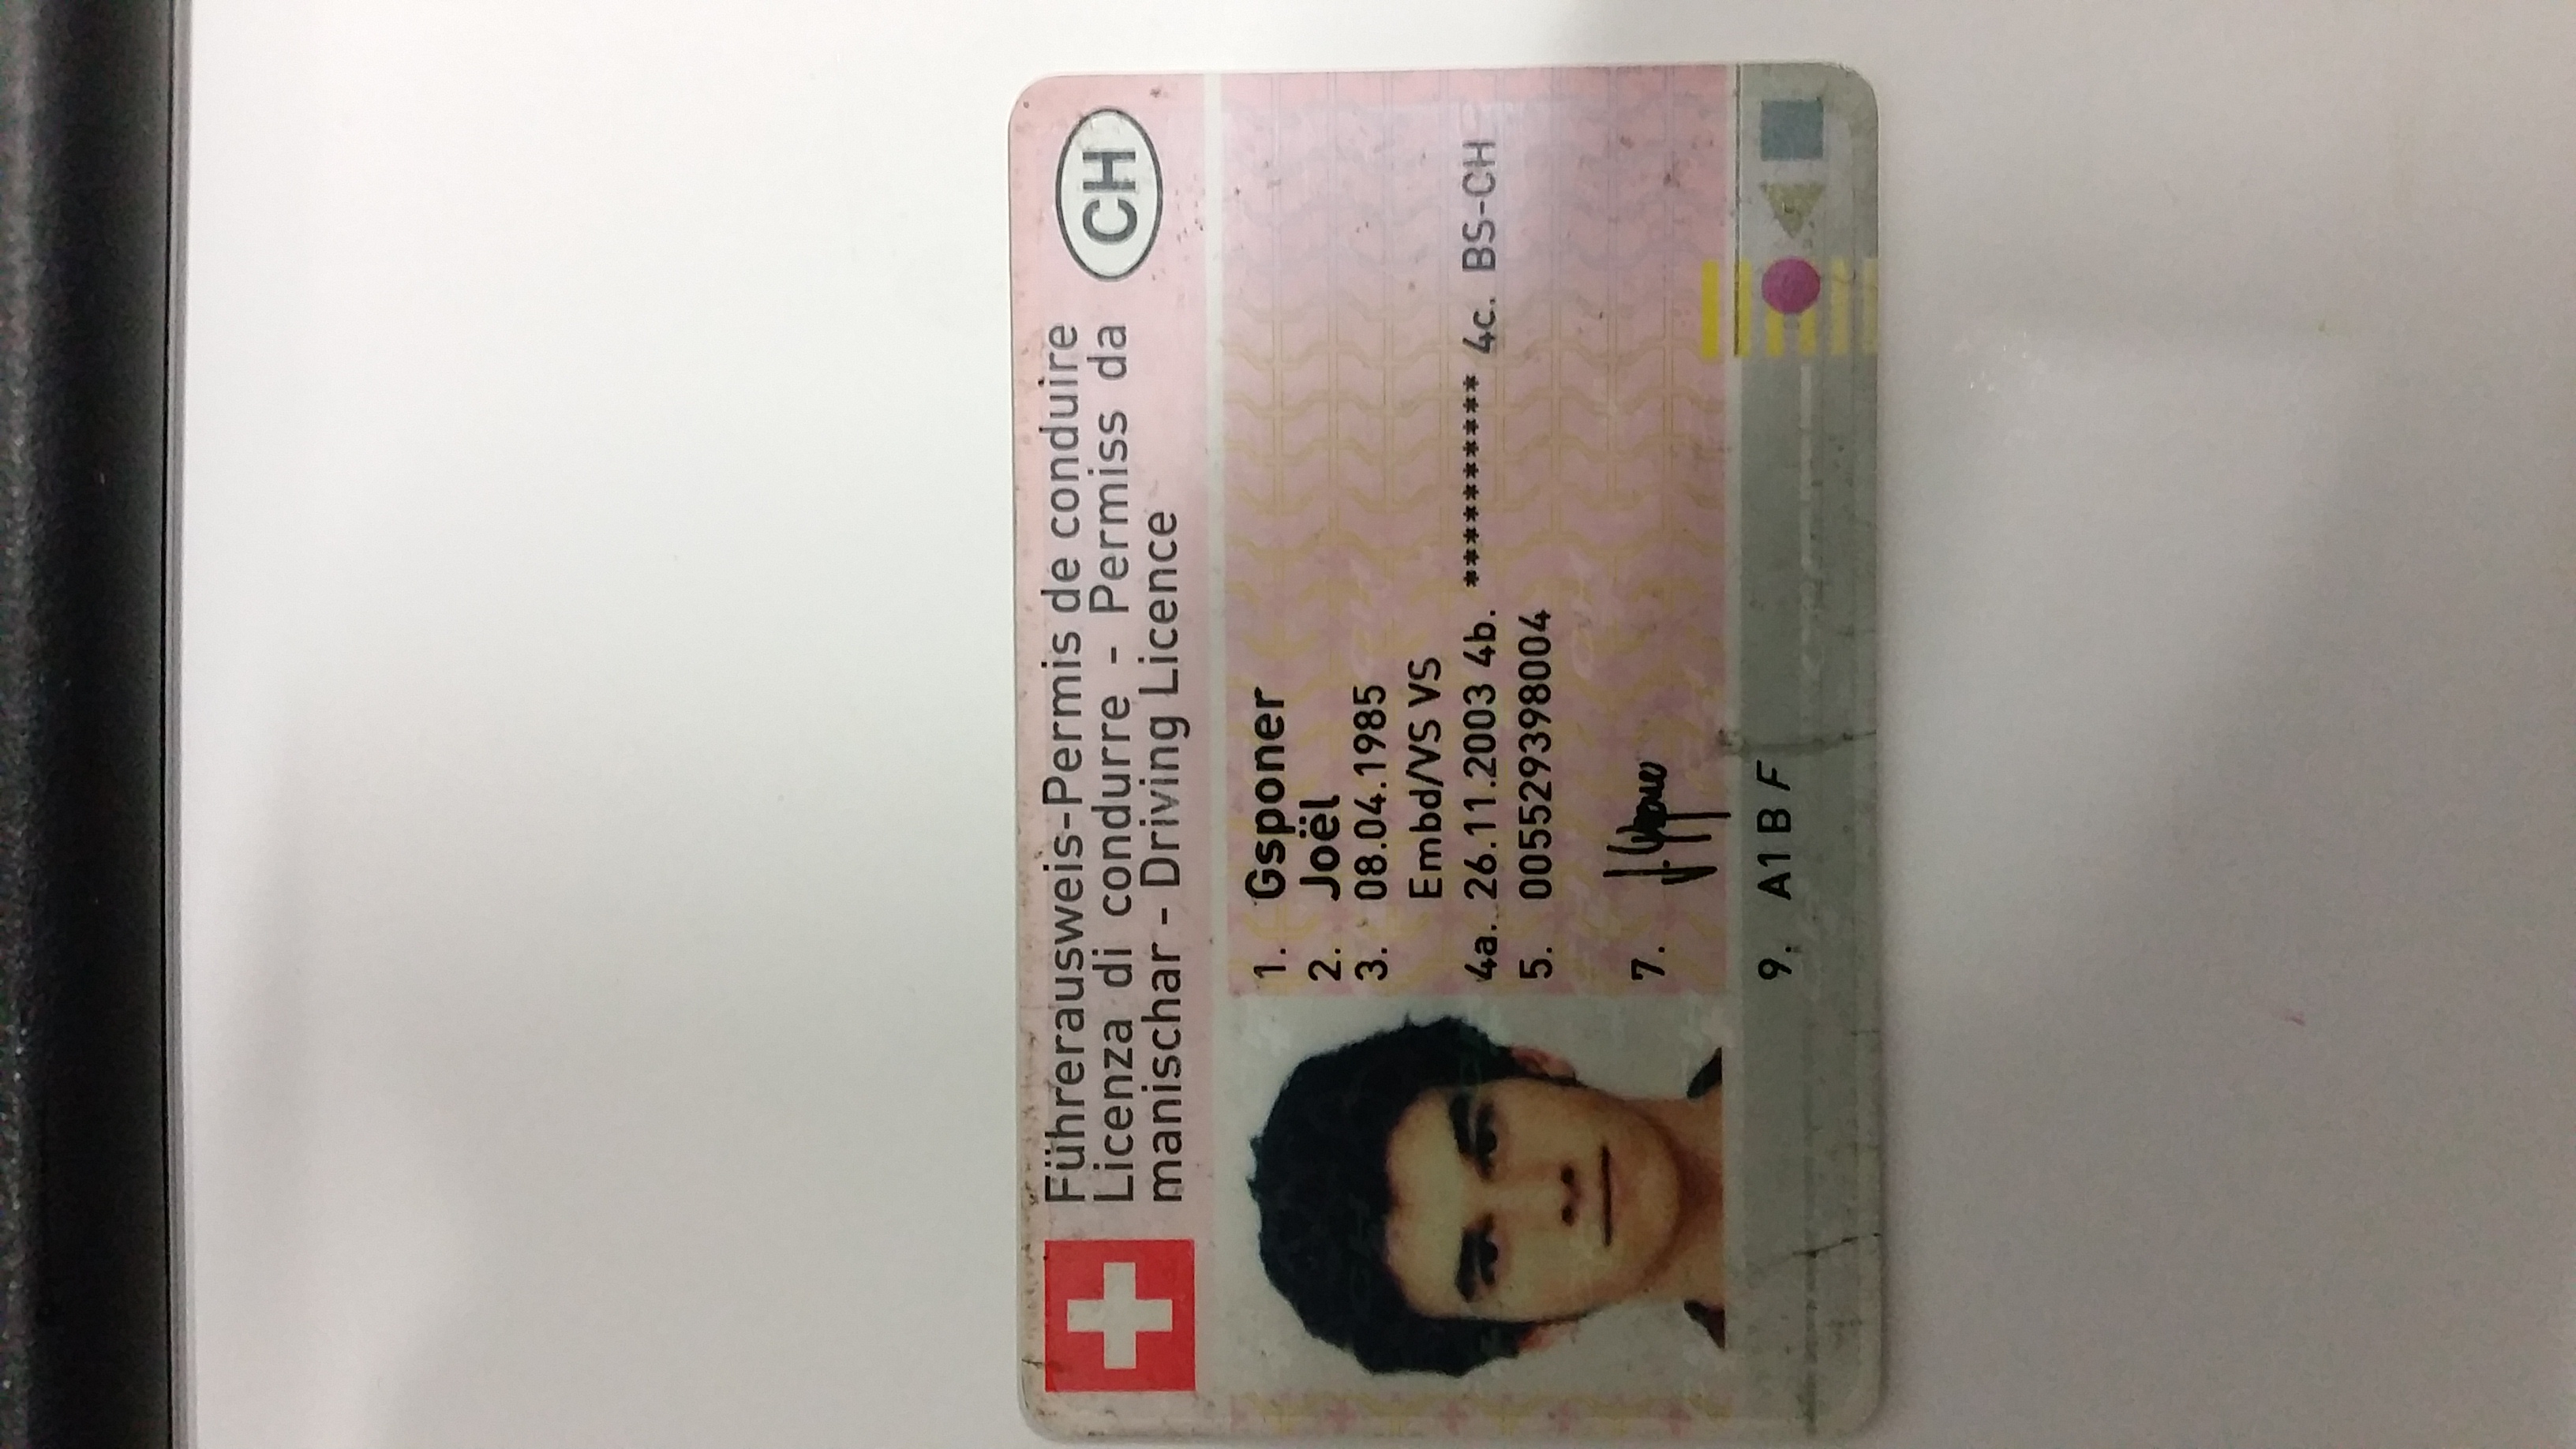 Führerausweis-Permis de conduire
Licenza di condurre - Permiss da
manischar - Driving Licence
CH
1. Gsponer
2. Joël
3. 08.04.1985
Embd/VS VS
4a. 26.11.2003 4b. ********** 4c. BS-CH
5. 005529398004
7. J. Gsponer
9. A1 B F